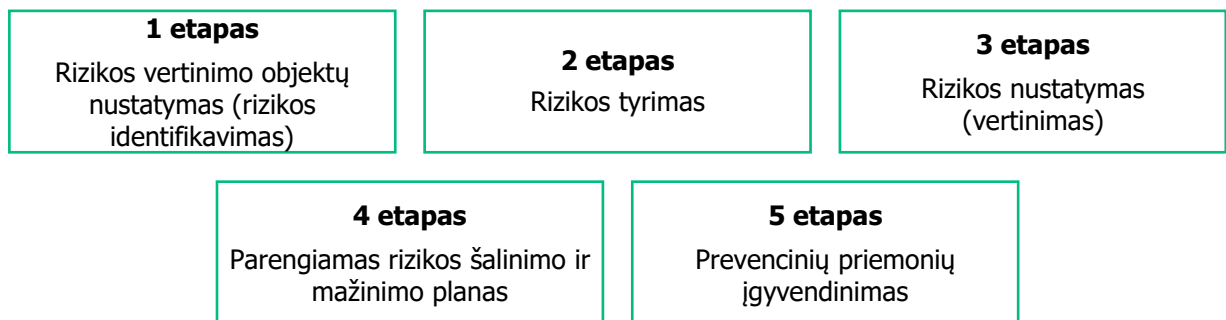 1 etapas
Rizikos vertinimo objektų
nustatymas (rizikos
identifikavimas)
2 etapas
Rizikos tyrimas
3 etapas
Rizikos nustatymas
(vertinimas)
4 etapas
Parengiamas rizikos šalinimo ir
mažinimo planas
5 etapas
Prevencinių priemonių
įgyvendinimas